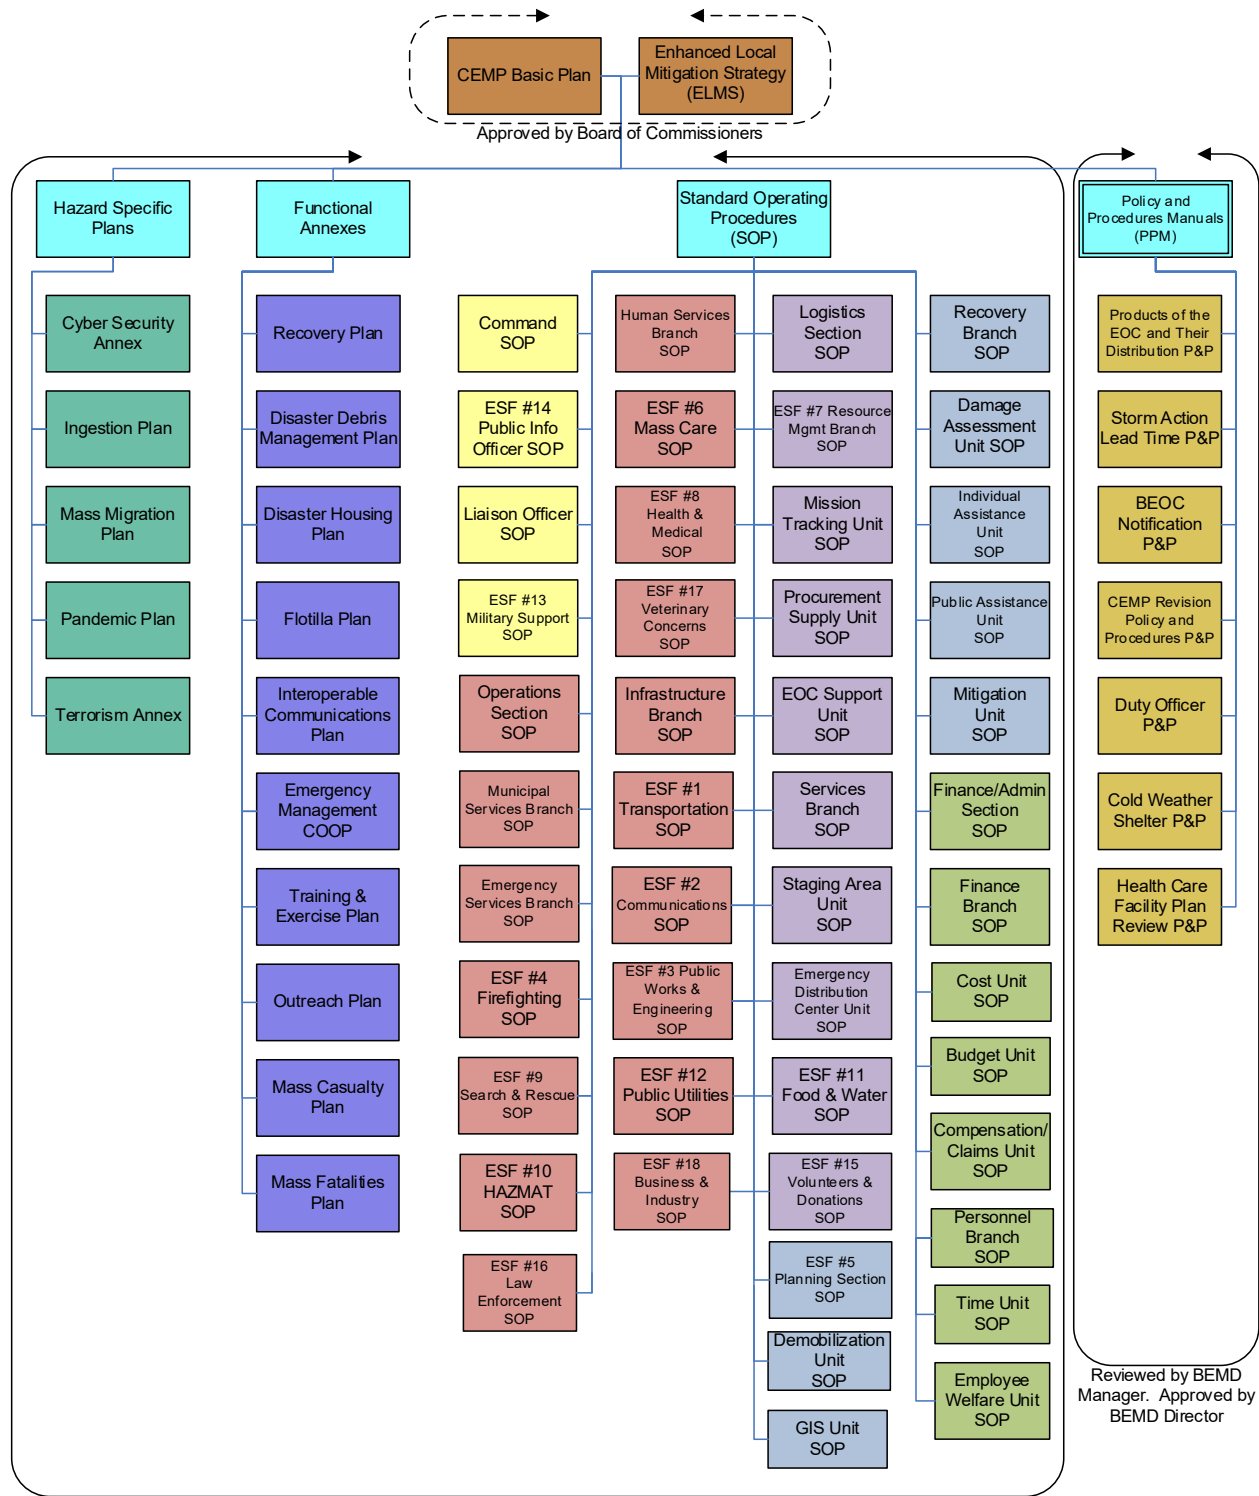 CEMP Basic Plan
Enhanced Local
Mitigation Strategy
(ELMS)
Approved by Board of Commissioners
Hazard Specific
Plans
Functional
Annexes
Standard Operating
Procedures
(SOP)
Policy and
Procedures Manuals
(PPM)
Cyber Security
Annex
Ingestion Plan
Mass Migration
Plan
Pandemic Plan
Terrorism Annex
Recovery Plan
Disaster Debris
Management Plan
Disaster Housing
Plan
Flotilla Plan
Interoperable
Communications
Plan
Emergency
Management
COOP
Training &
Exercise Plan
Outreach Plan
Mass Casualty
Plan
Mass Fatalities
Plan
Command
SOP
ESF #14
Public Info
Officer SOP
Liaison Officer
SOP
ESF #13
Military Support
SOP
Operations
Section
SOP
Municipal
Services Branch
SOP
Emergency
Services Branch
SOP
ESF #4
Firefighting
SOP
ESF #9
Search & Rescue
SOP
ESF #10
HAZMAT
SOP
ESF #16
Law
Enforcement
SOP
Human Services
Branch
SOP
ESF #6
Mass Care
SOP
ESF #8
Health &
Medical
SOP
ESF #17
Veterinary
Concerns
SOP
Infrastructure
Branch
SOP
ESF #1
Transportation
SOP
ESF #2
Communications
SOP
ESF #3 Public
Works &
Engineering
SOP
ESF #12
Public Utilities
SOP
ESF #18
Business &
Industry
SOP
Logistics
Section
SOP
ESF #7 Resource
Mgmt Branch
SOP
Mission
Tracking Unit
SOP
Procurement
Supply Unit
SOP
EOC Support
Unit
SOP
Services
Branch
SOP
Staging Area
Unit
SOP
Emergency
Distribution
Center Unit
SOP
ESF #11
Food & Water
SOP
ESF #15
Volunteers &
Donations
SOP
ESF #5
Planning Section
SOP
Demobilization
Unit
SOP
GIS Unit
SOP
Recovery
Branch
SOP
Damage
Assessment
Unit SOP
Individual
Assistance
Unit
SOP
Public Assistance
Unit
SOP
Mitigation
Unit
SOP
Finance/Admin
Section
SOP
Finance
Branch
SOP
Cost Unit
SOP
Budget Unit
SOP
Compensation/
Claims Unit
SOP
Personnel
Branch
SOP
Time Unit
SOP
Employee
Welfare Unit
SOP
Products of the
EOC and Their
Distribution P&P
Storm Action
Lead Time P&P
BEOC
Notification
P&P
CEMP Revision
Policy and
Procedures P&P
Duty Officer
P&P
Cold Weather
Shelter P&P
Health Care
Facility Plan
Review P&P
Reviewed by BEMD
Manager.  Approved by
BEMD Director